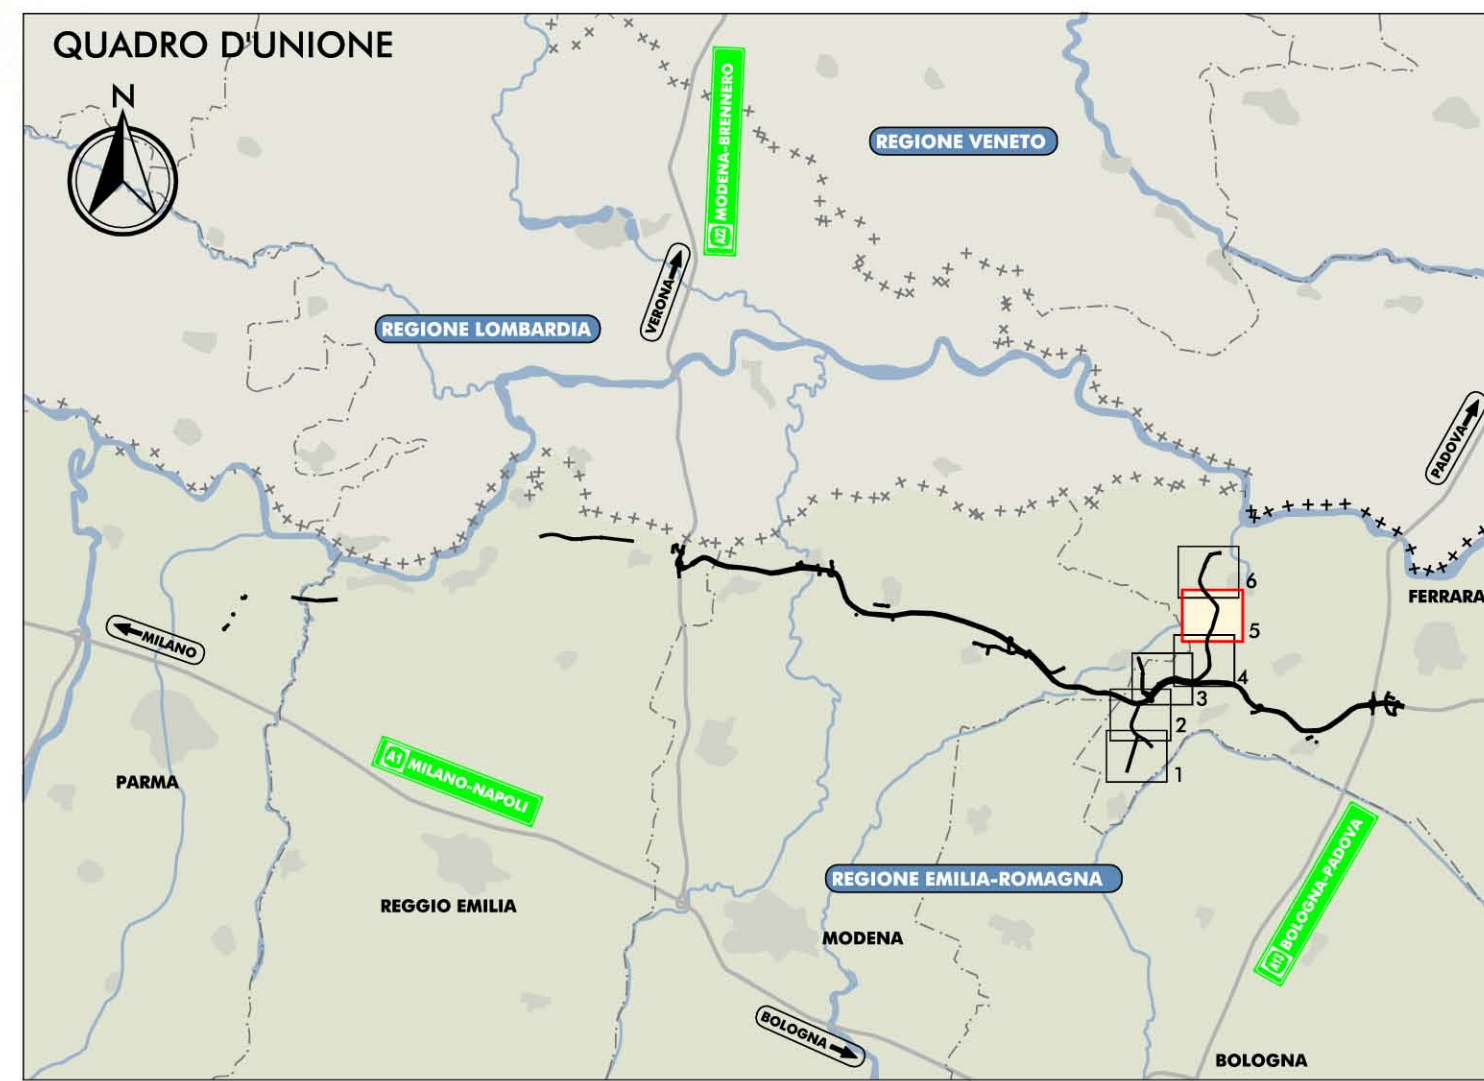 QUADRO D'UNIONE
N
A22 MODENA-BRENNERO
REGIONE VENETO
VERONA
REGIONE LOMBARDIA
PADOVA
6
FERRARA
5
MILANO
4
3
2
1
PARMA
A1 MILANO-NAPOLI
A13 BOLOGNA-PADOVA
REGIONE EMILIA-ROMAGNA
REGGIO EMILIA
MODENA
BOLOGNA
BOLOGNA